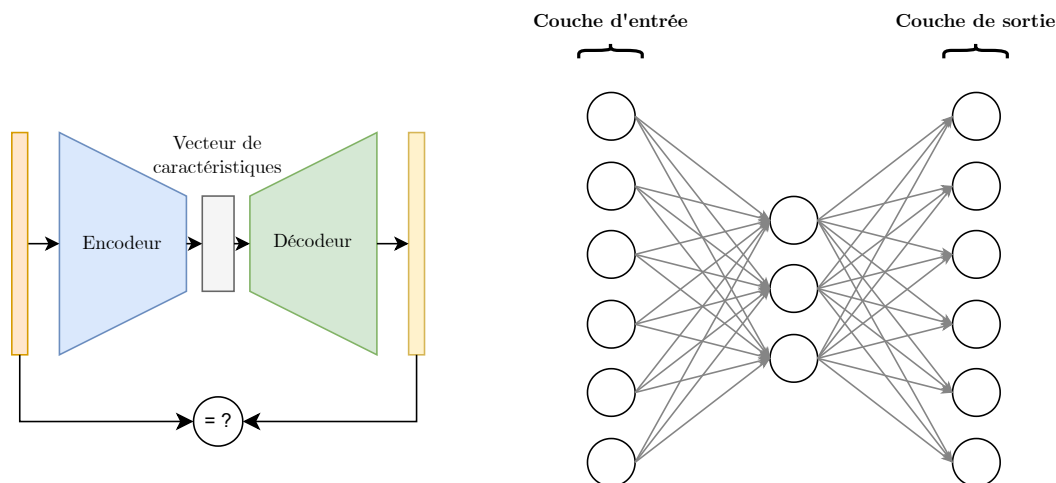 Couche d'entrée
Couche de sortie
Vecteur de
caractéristiques
Encodeur
Décodeur
= ?